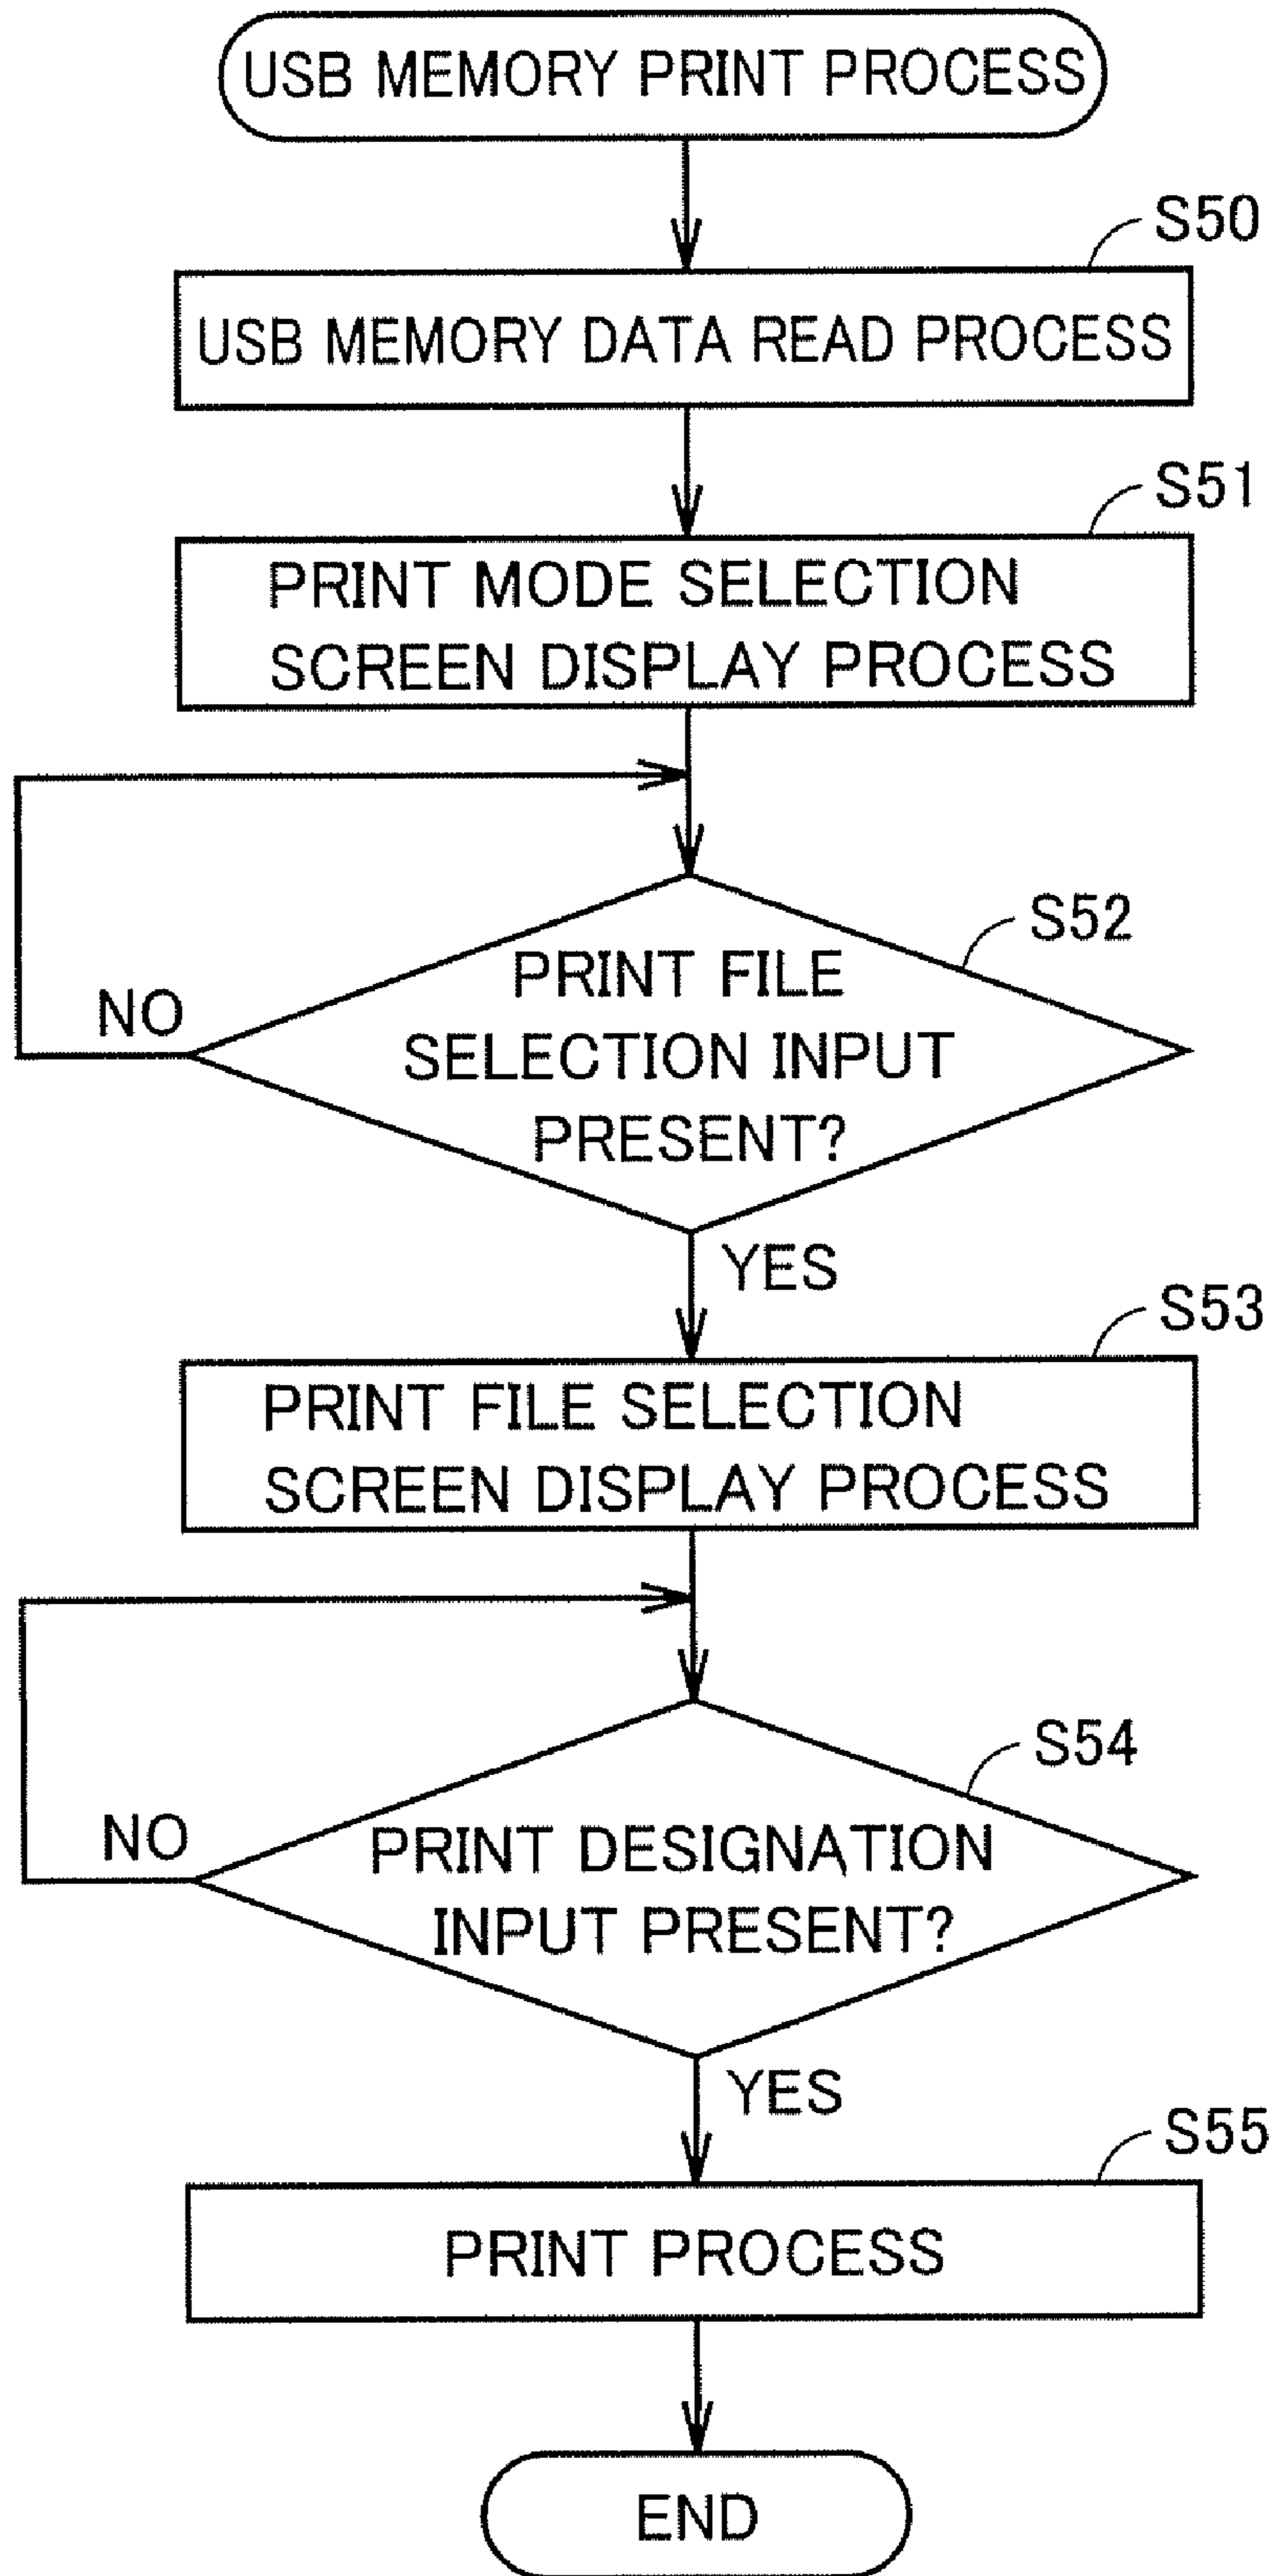 USB MEMORY PRINT PROCESS
S50
USB MEMORY DATA READ PROCESS
S51
PRINT MODE SELECTION
SCREEN DISPLAY PROCESS
S52
PRINT FILE
SELECTION INPUT
PRESENT?
NO
YES
S53
PRINT FILE SELECTION
SCREEN DISPLAY PROCESS
S54
PRINT DESIGNATION
INPUT PRESENT?
NO
YES
S55
PRINT PROCESS
END